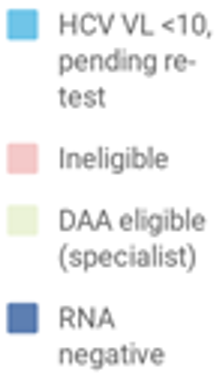 HCV VL <10,
pending re-
test
Ineligible
DAA eligible
(specialist)
RNA
negative